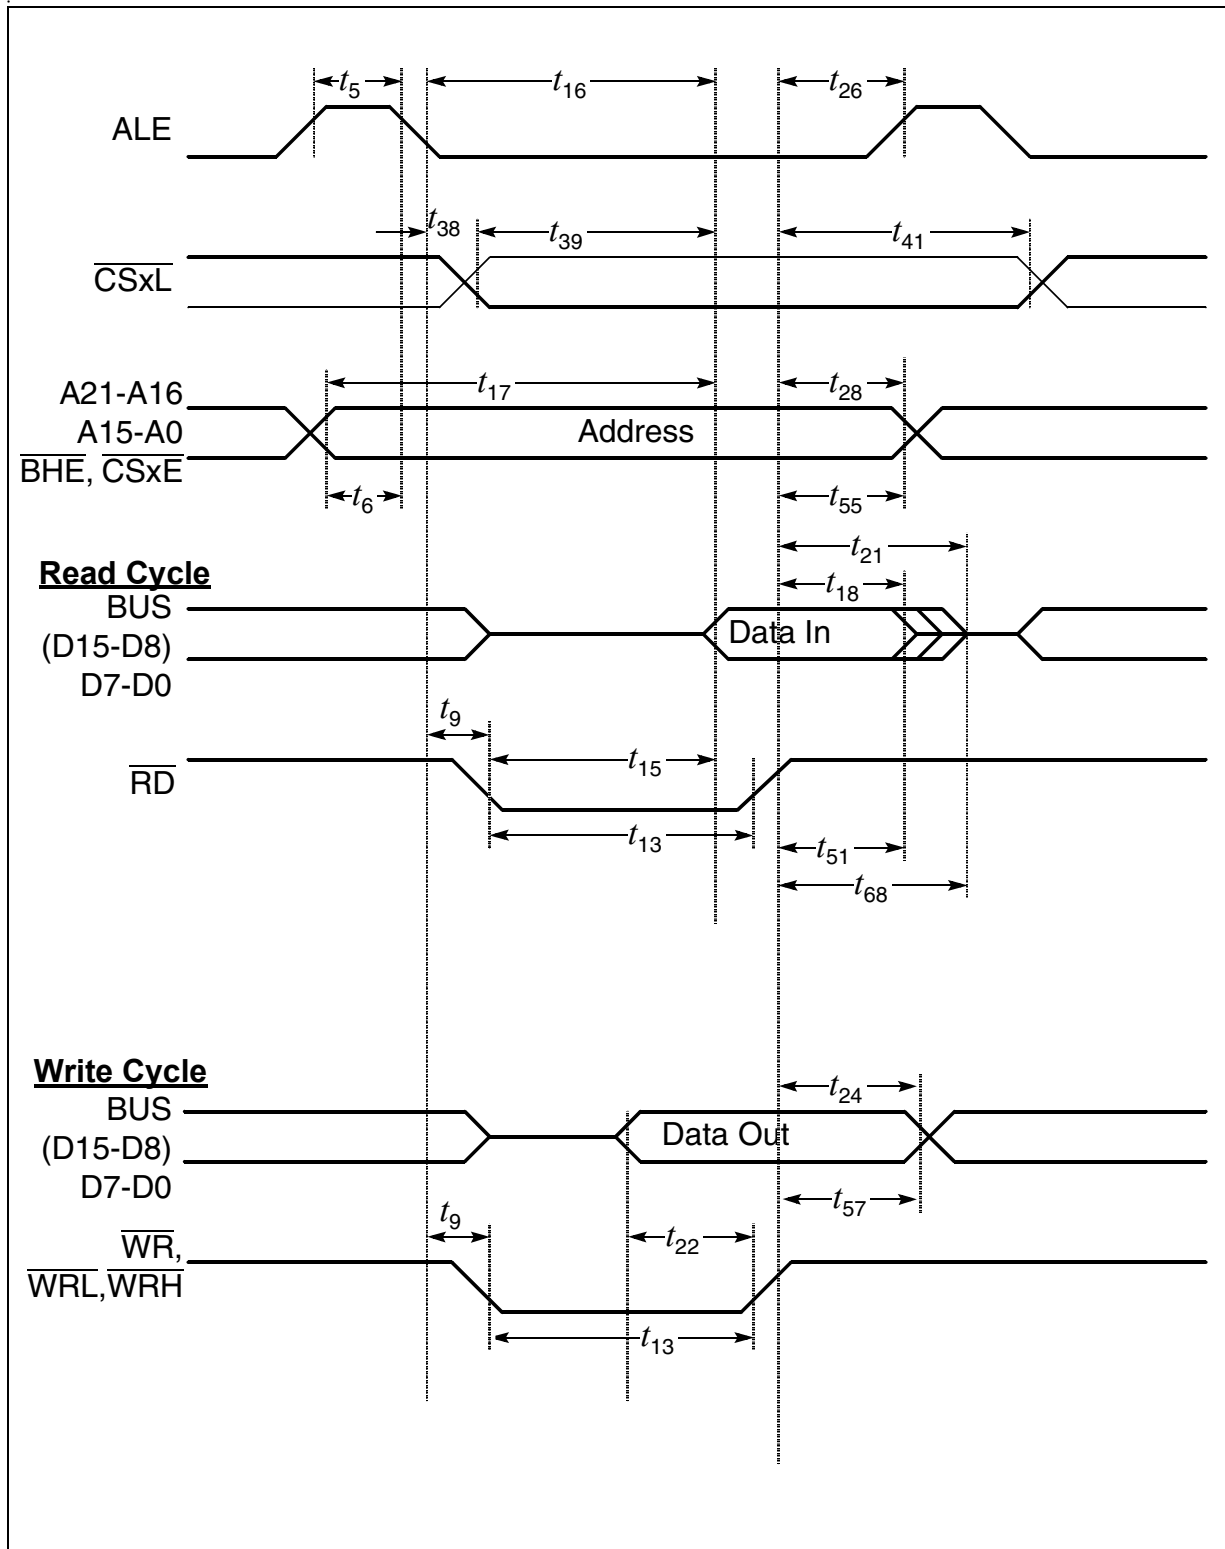 t5 t16 t26
ALE
t38 t39 t41
CSxL
A21-A16 t17 t28
A15-A0 Address
BHE, CSxE
t6 t55
t21
Read Cycle t18
BUS Data In
(D15-D8)
D7-D0
t9
RD t15
t13 t51
t68
Write Cycle
t24
BUS
(D15-D8) Data Out
D7-D0 t57
t9 t22
WR,
WRL,WRH
t13